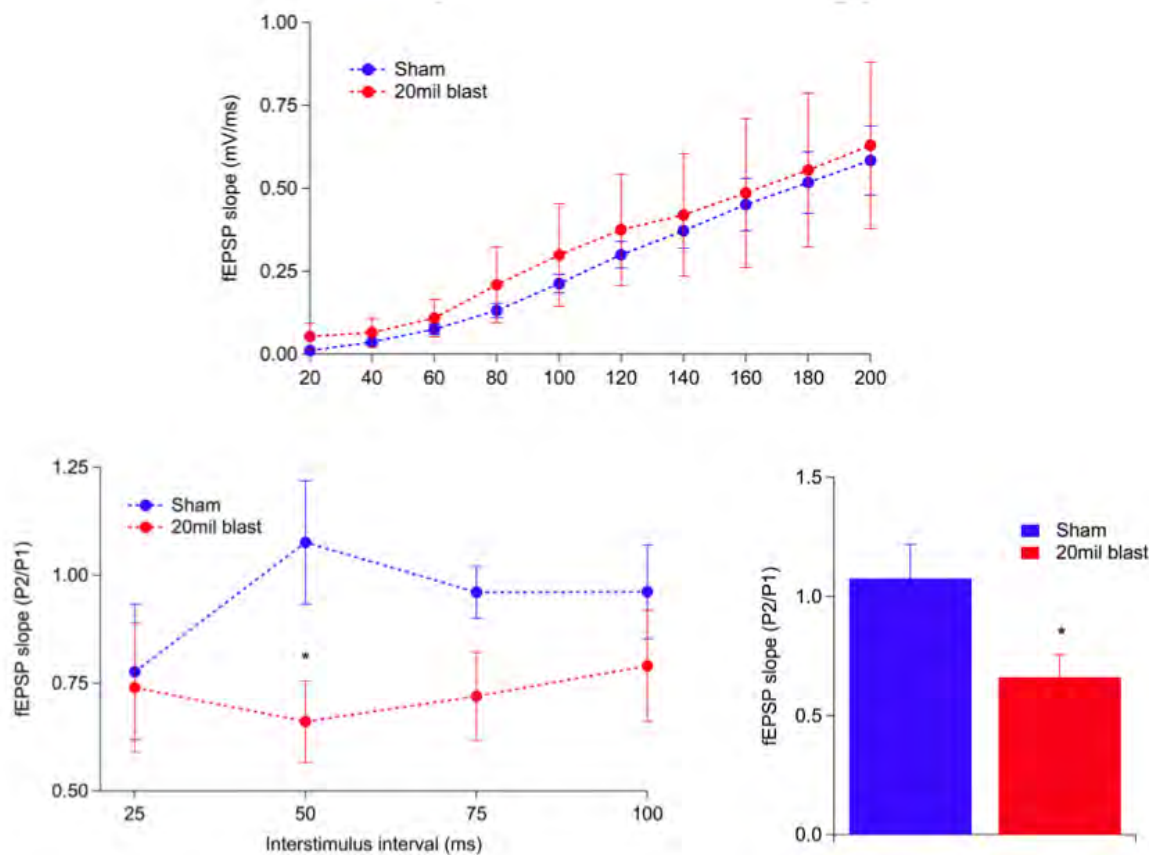 1.00
Sham
20mil blast
0.75
fEPSP slope (mV/ms)
0.50
0.25
0.00
20 40 60 80 100 120 140 160 180 200
1.25
Sham
20mil blast
fEPSP slope (P2/P1)
1.00
*
0.75
0.50
25 50 75 100
Interstimulus interval (ms)
1.5
Sham
20mil blast
fEPSP slope (P2/P1)
1.0
*
0.5
0.0